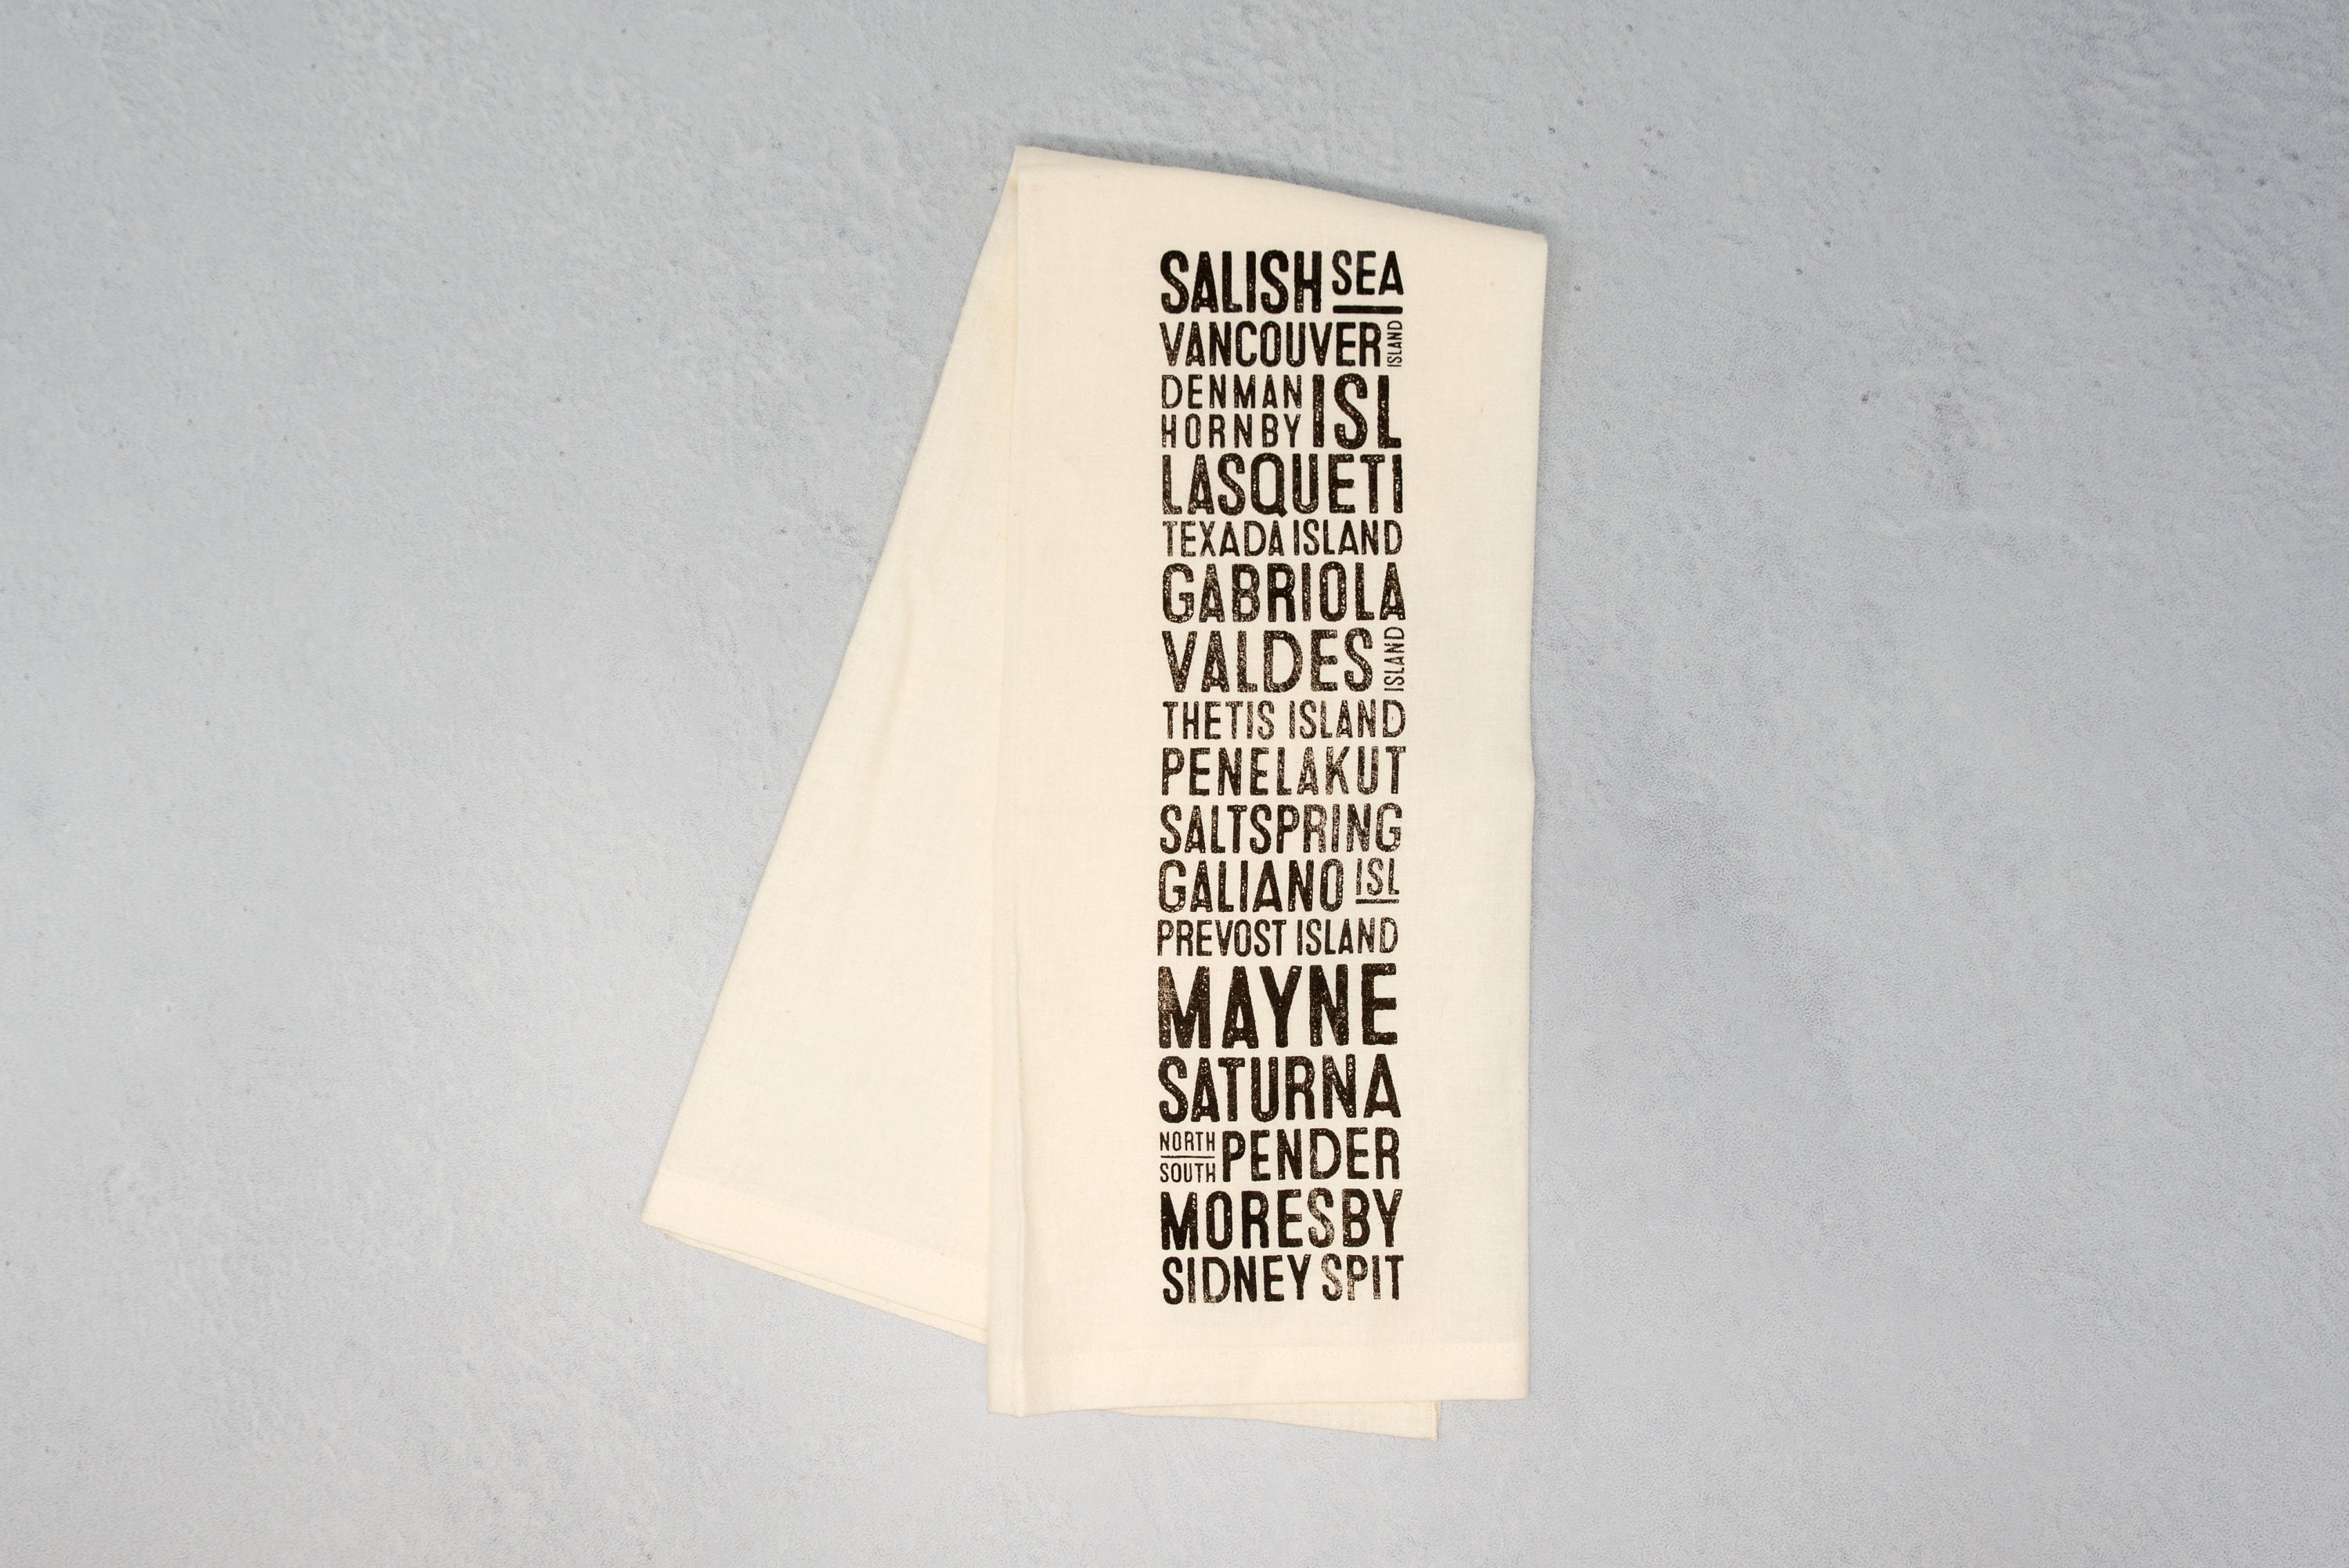 SALISH SEA
VANCOUVER ISLAND
DENMAN
HORNBY ISL
LASQUETI
TEXADA ISLAND
GABRIOLA
VALDES ISLAND
THETIS ISLAND
PENELAKUT
SALTSPRING
GALIANO ISL
PREVOST ISLAND
MAYNE
SATURNA
NORTH
SOUTH PENDER
MORESBY
SIDNEY SPIT